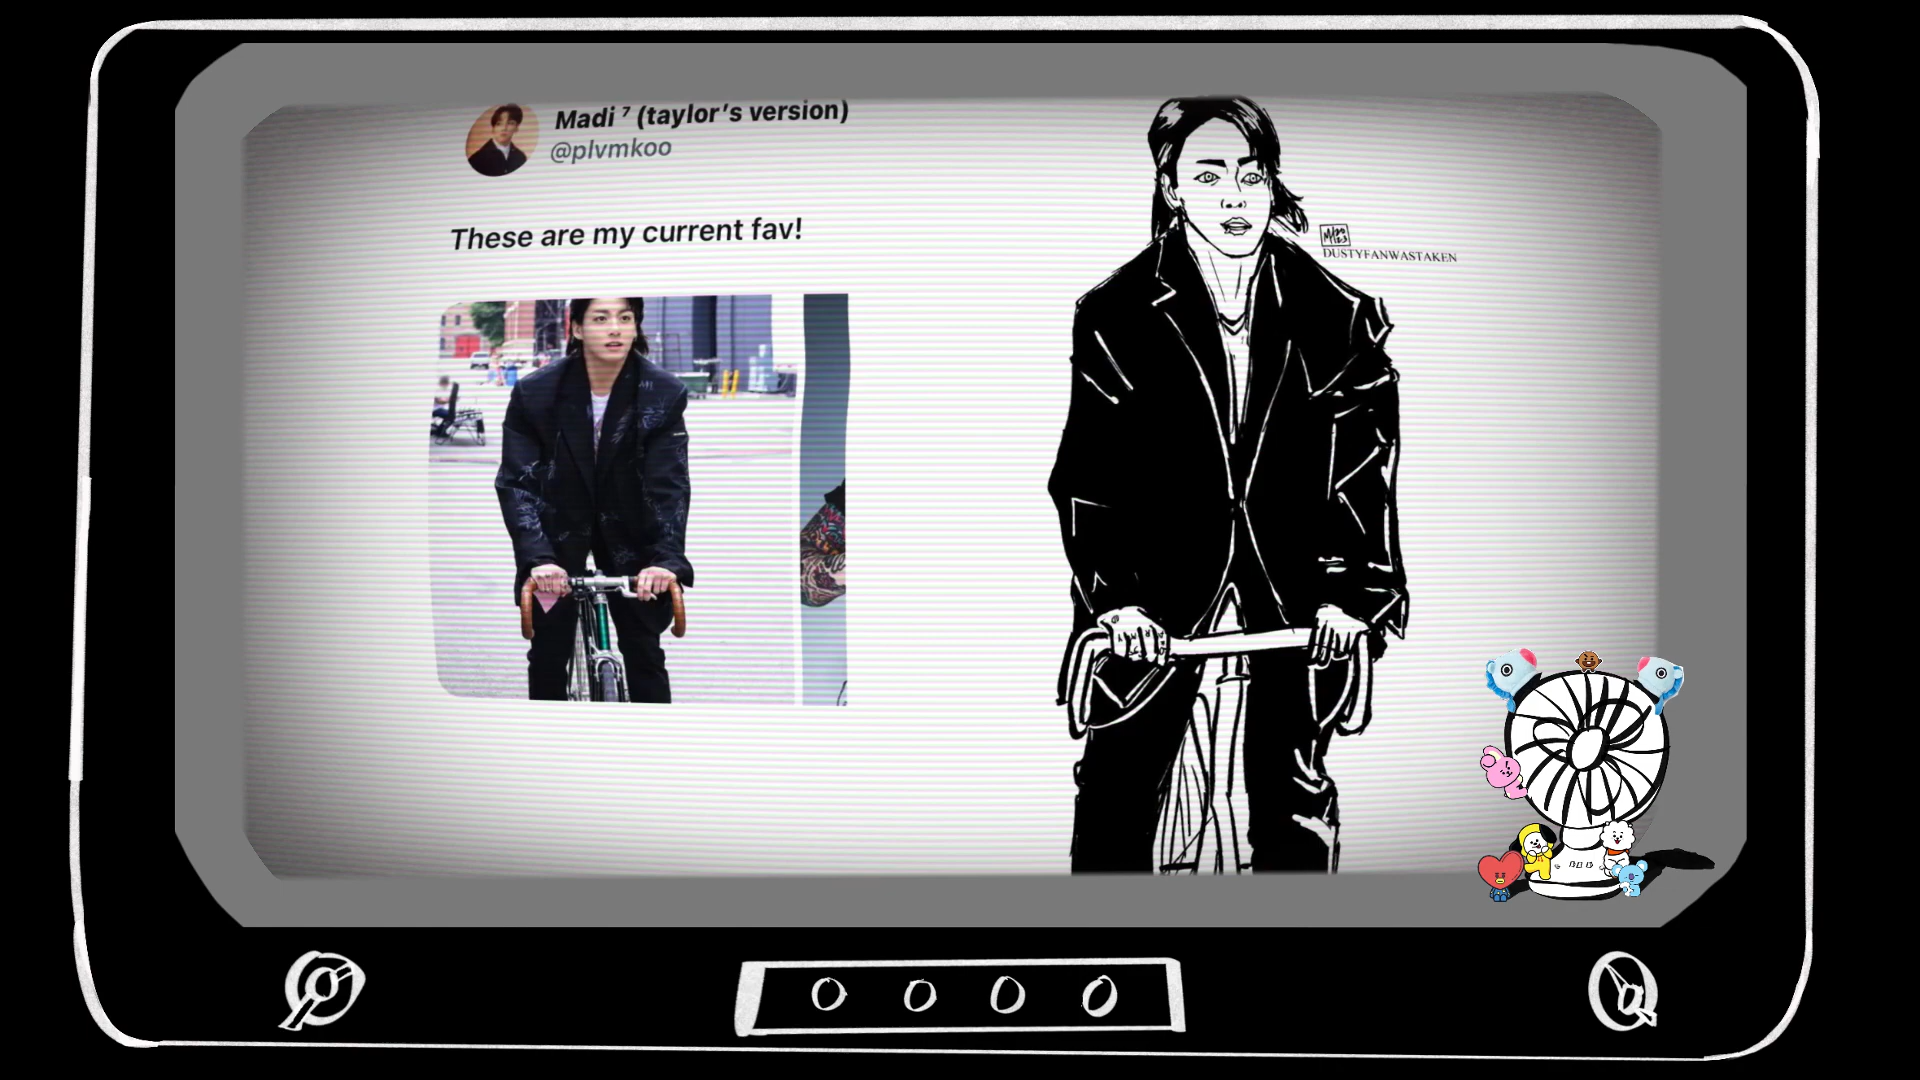 Madi ⁷ (taylor's version)
@plvmkoo
These are my current fav!
DUSTYFANWASTAKEN